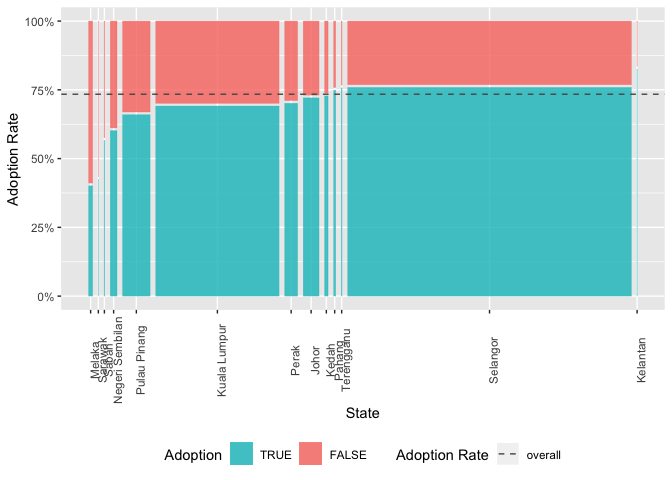 100%
75%
50%
25%
0%
Adoption Rate
Melaka
Sarawak
Sabah
Negeri Sembilan
Pulau Pinang
Kuala Lumpur
Perak
Johor
Kedah
Pahang
Terengganu
Selangor
Kelantan
State
Adoption TRUE FALSE Adoption Rate overall